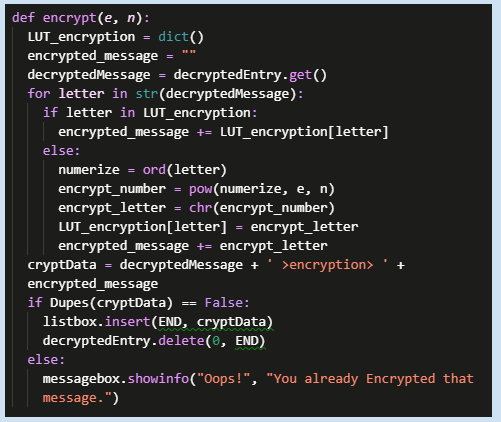 def encrypt(e, n):
  LUT_encryption = dict()
  encrypted_message = ""
  decryptedMessage = decryptedEntry.get()
  for letter in str(decryptedMessage):
    if letter in LUT_encryption:
      encrypted_message += LUT_encryption[letter]
    else:
      numerize = ord(letter)
      encrypt_number = pow(numerize, e, n)
      encrypt_letter = chr(encrypt_number)
      LUT_encryption[letter] = encrypt_letter
      encrypted_message += encrypt_letter
  cryptData = decryptedMessage + ' >encryption> ' +
  encrypted_message
  if Dupes(cryptData) == False:
    listbox.insert(END, cryptData)
    decryptedEntry.delete(0, END)
  else:
    messagebox.showinfo("Oops!", "You already Encrypted that
    message.")